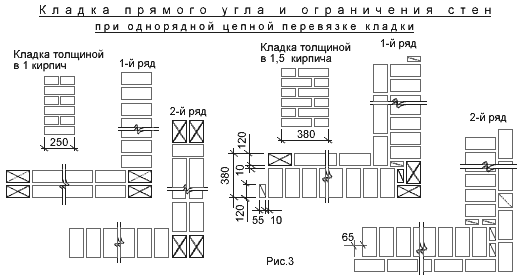 Кладка прямого угла и ограничения стен
при однорядной цепной перевязке кладки
Кладка толщиной
в 1 кирпич
1-й ряд
250
2-й ряд
Кладка толщиной
в 1,5 кирпича
1-й ряд
380
2-й ряд
120
10
380
120
55
10
65
Рис.3